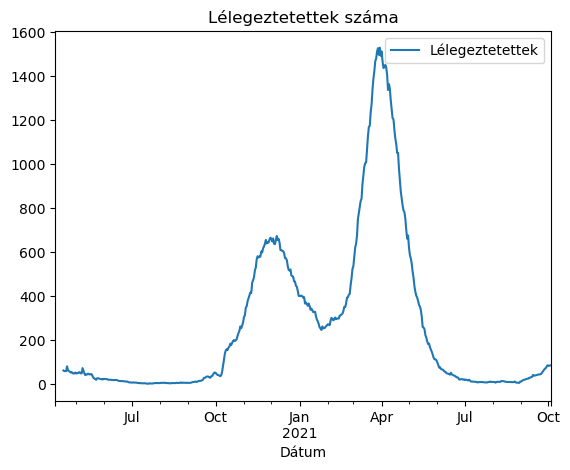 Lélegeztetettek száma
Lélegeztetettek
1600
1400
1200
1000
800
600
400
200
0
Jul
Oct
Jan
2021
Apr
Jul
Oct
Dátum